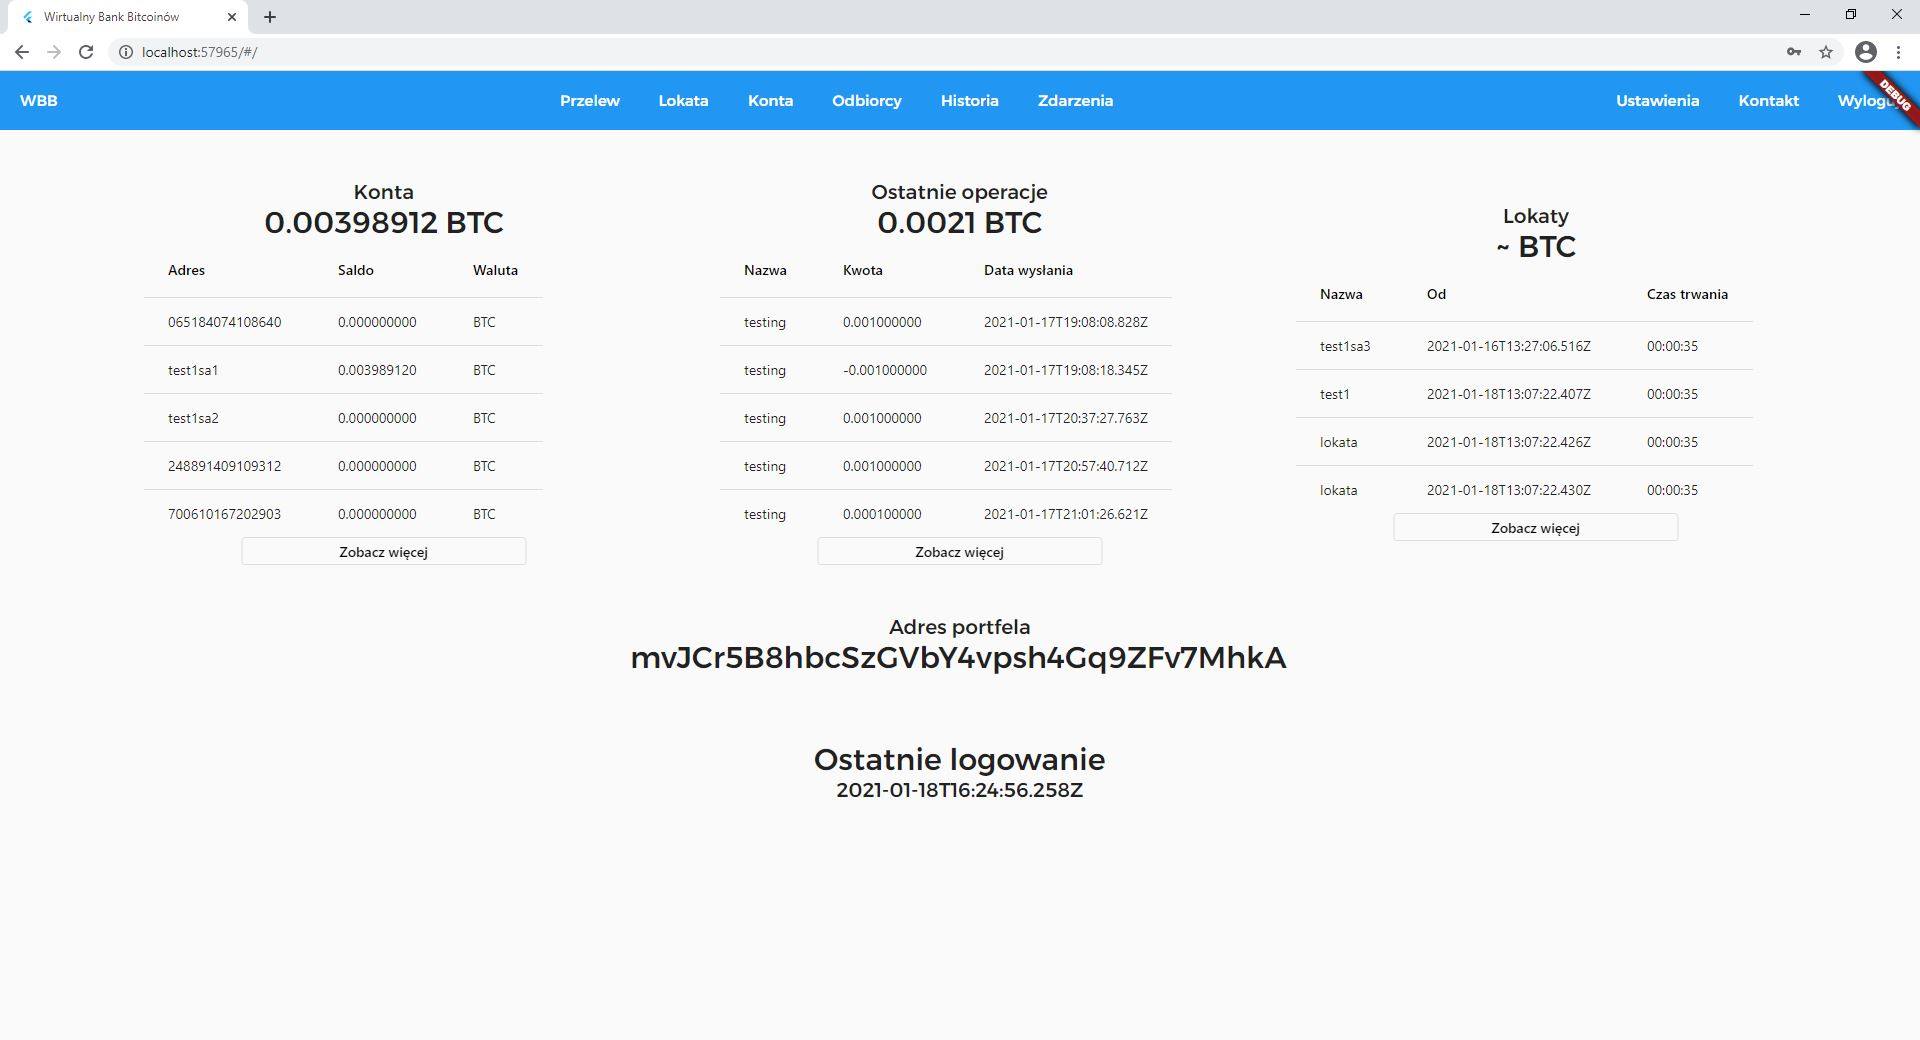 Wirtualny Bank Bitcoinów
localhost:57965/#/
WBB Przelew Lokata Konta Odbiorcy Historia Zdarzenia Ustawienia Kontakt
DEBUG
Konta
0.00398912 BTC
Adres Saldo Waluta
065184074108640 0.000000000 BTC
test1sa1 0.003989120 BTC
test1sa2 0.000000000 BTC
248891409109312 0.000000000 BTC
700610167202903 0.000000000 BTC
Zobacz więcej
Ostatnie operacje
0.0021 BTC
Nazwa Kwota Data wysłania
testing 0.001000000 2021-01-17T19:08:08.828Z
testing -0.001000000 2021-01-17T19:08:18.345Z
testing 0.001000000 2021-01-17T20:37:27.763Z
testing 0.001000000 2021-01-17T20:57:40.712Z
testing 0.000100000 2021-01-17T21:01:26.621Z
Zobacz więcej
Lokaty
~ BTC
Nazwa Od Czas trwania
test1sa3 2021-01-16T13:27:06.516Z 00:00:35
test1 2021-01-18T13:07:22.407Z 00:00:35
lokata 2021-01-18T13:07:22.426Z 00:00:35
lokata 2021-01-18T13:07:22.430Z 00:00:35
Zobacz więcej
Adres portfela
mvJCr5B8hbcSzGVbY4vpsh4Gq9ZFv7MhkA
Ostatnie logowanie
2021-01-18T16:24:56.258Z